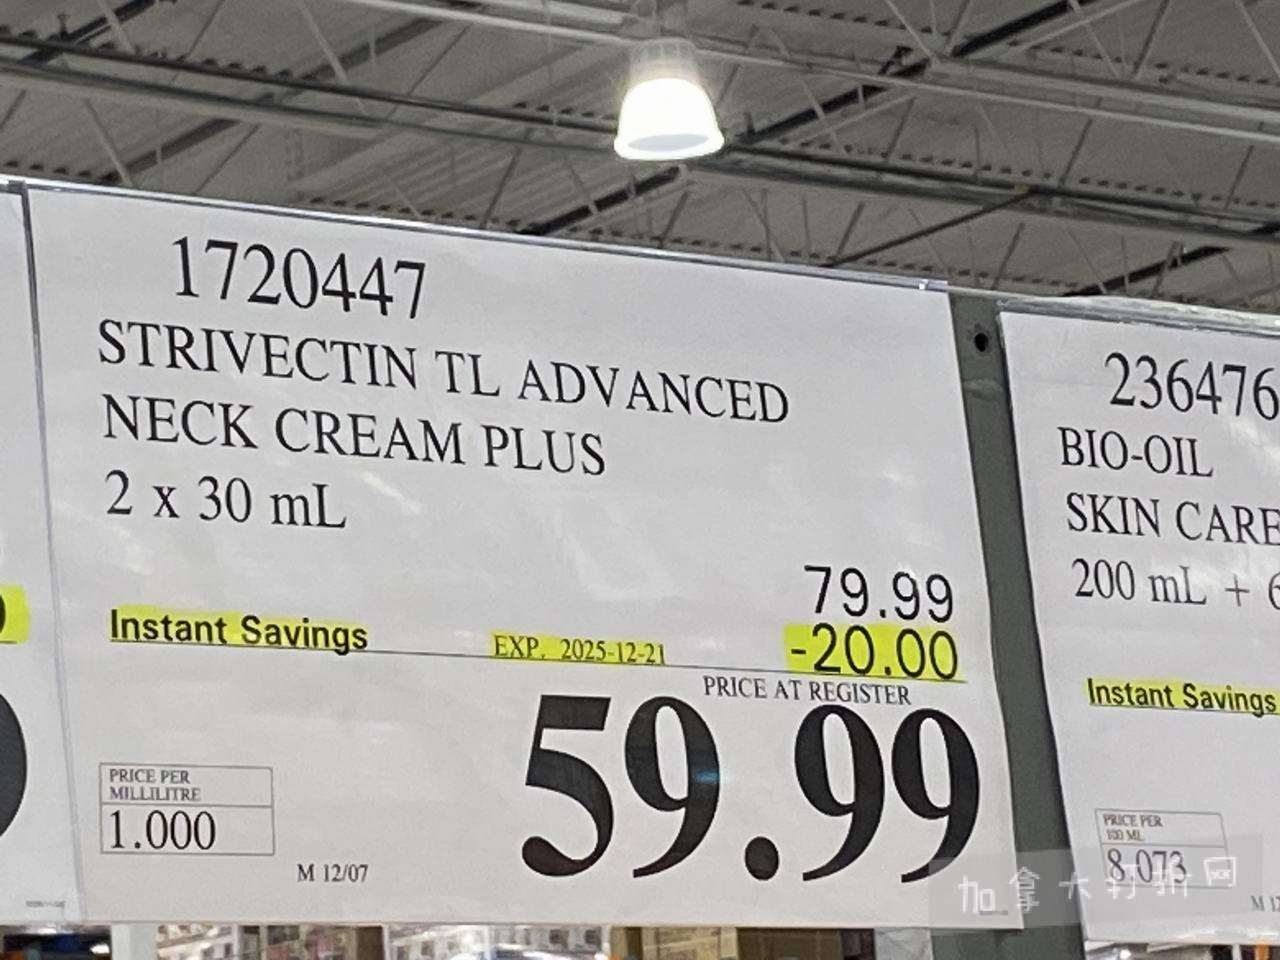 1720447
STRIVECTIN TL ADVANCED
NECK CREAM PLUS
2 x 30 mL
79.99
Instant Savings EXP. 2025-12-21 -20.00
PRICE AT REGISTER
59.99
PRICE PER
MILLILITRE
1.000
M 12/07
236476
BIO-OIL
SKIN CARE
200 mL +
Instant Savings
PRICE PER
100 ML
8.073
加拿大打折网